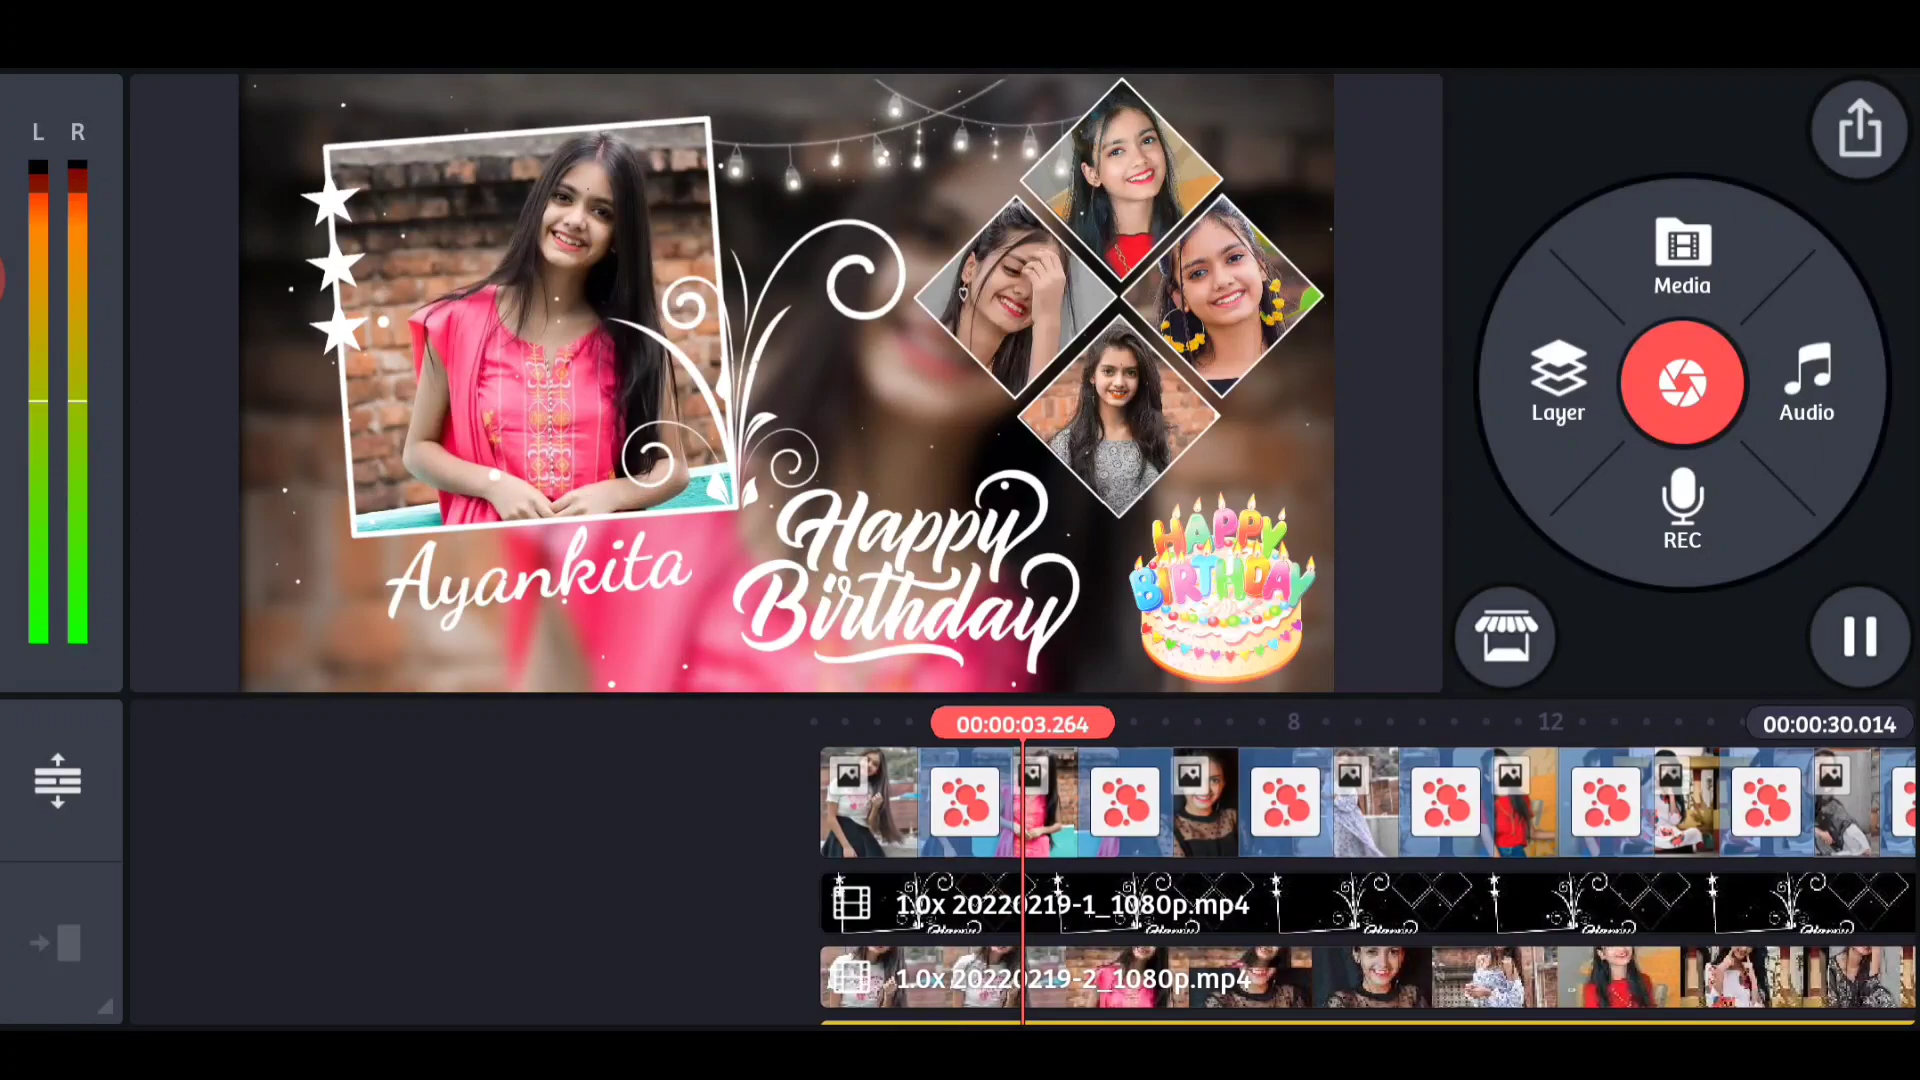 L R
Media
Layer
Audio
REC
Ayankita
Happy
Birthday
HAPPY
BIRTHDAY
00:00:03.264
8
12
00:00:30.014
1.0x 20220219-1_1080p.mp4
1.0x 20220219-2_1080p.mp4